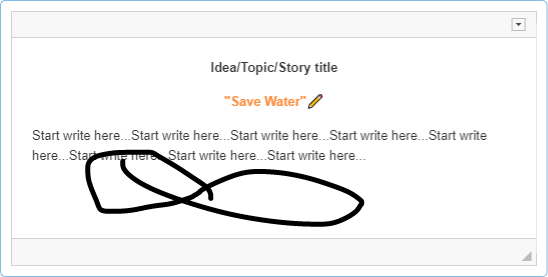 Idea/Topic/Story title
"Save Water"
Start write here...Start write here...Start write here...Start write here...Start write
here...Start write here...Start write here...Start write here...